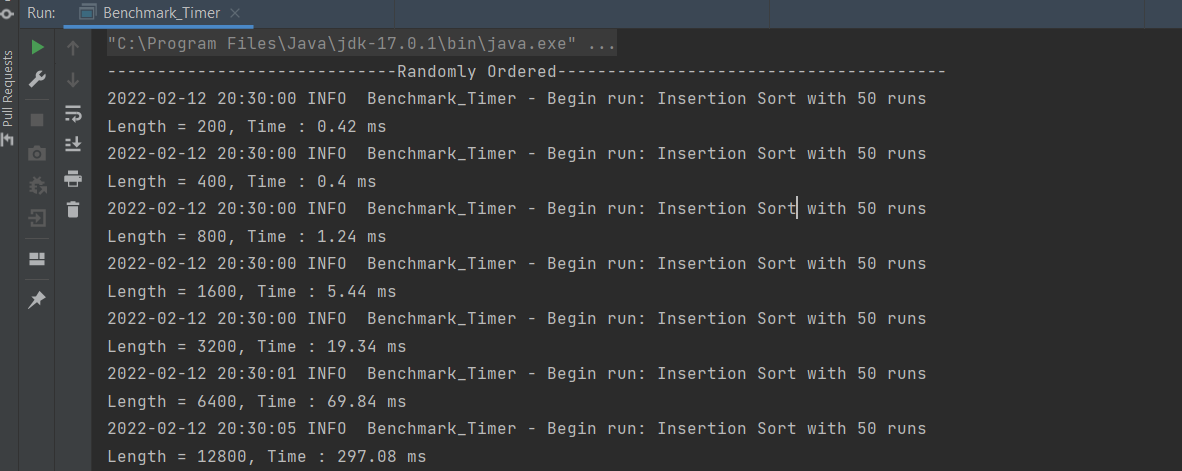 Run: Benchmark_Timer
Pull Requests
"C:\Program Files\Java\jdk-17.0.1\bin\java.exe" ...
-----------------------------Randomly Ordered---------------------------------------
2022-02-12 20:30:00 INFO  Benchmark_Timer - Begin run: Insertion Sort with 50 runs
Length = 200, Time : 0.42 ms
2022-02-12 20:30:00 INFO  Benchmark_Timer - Begin run: Insertion Sort with 50 runs
Length = 400, Time : 0.4 ms
2022-02-12 20:30:00 INFO  Benchmark_Timer - Begin run: Insertion Sort with 50 runs
Length = 800, Time : 1.24 ms
2022-02-12 20:30:00 INFO  Benchmark_Timer - Begin run: Insertion Sort with 50 runs
Length = 1600, Time : 5.44 ms
2022-02-12 20:30:00 INFO  Benchmark_Timer - Begin run: Insertion Sort with 50 runs
Length = 3200, Time : 19.34 ms
2022-02-12 20:30:01 INFO  Benchmark_Timer - Begin run: Insertion Sort with 50 runs
Length = 6400, Time : 69.84 ms
2022-02-12 20:30:05 INFO  Benchmark_Timer - Begin run: Insertion Sort with 50 runs
Length = 12800, Time : 297.08 ms